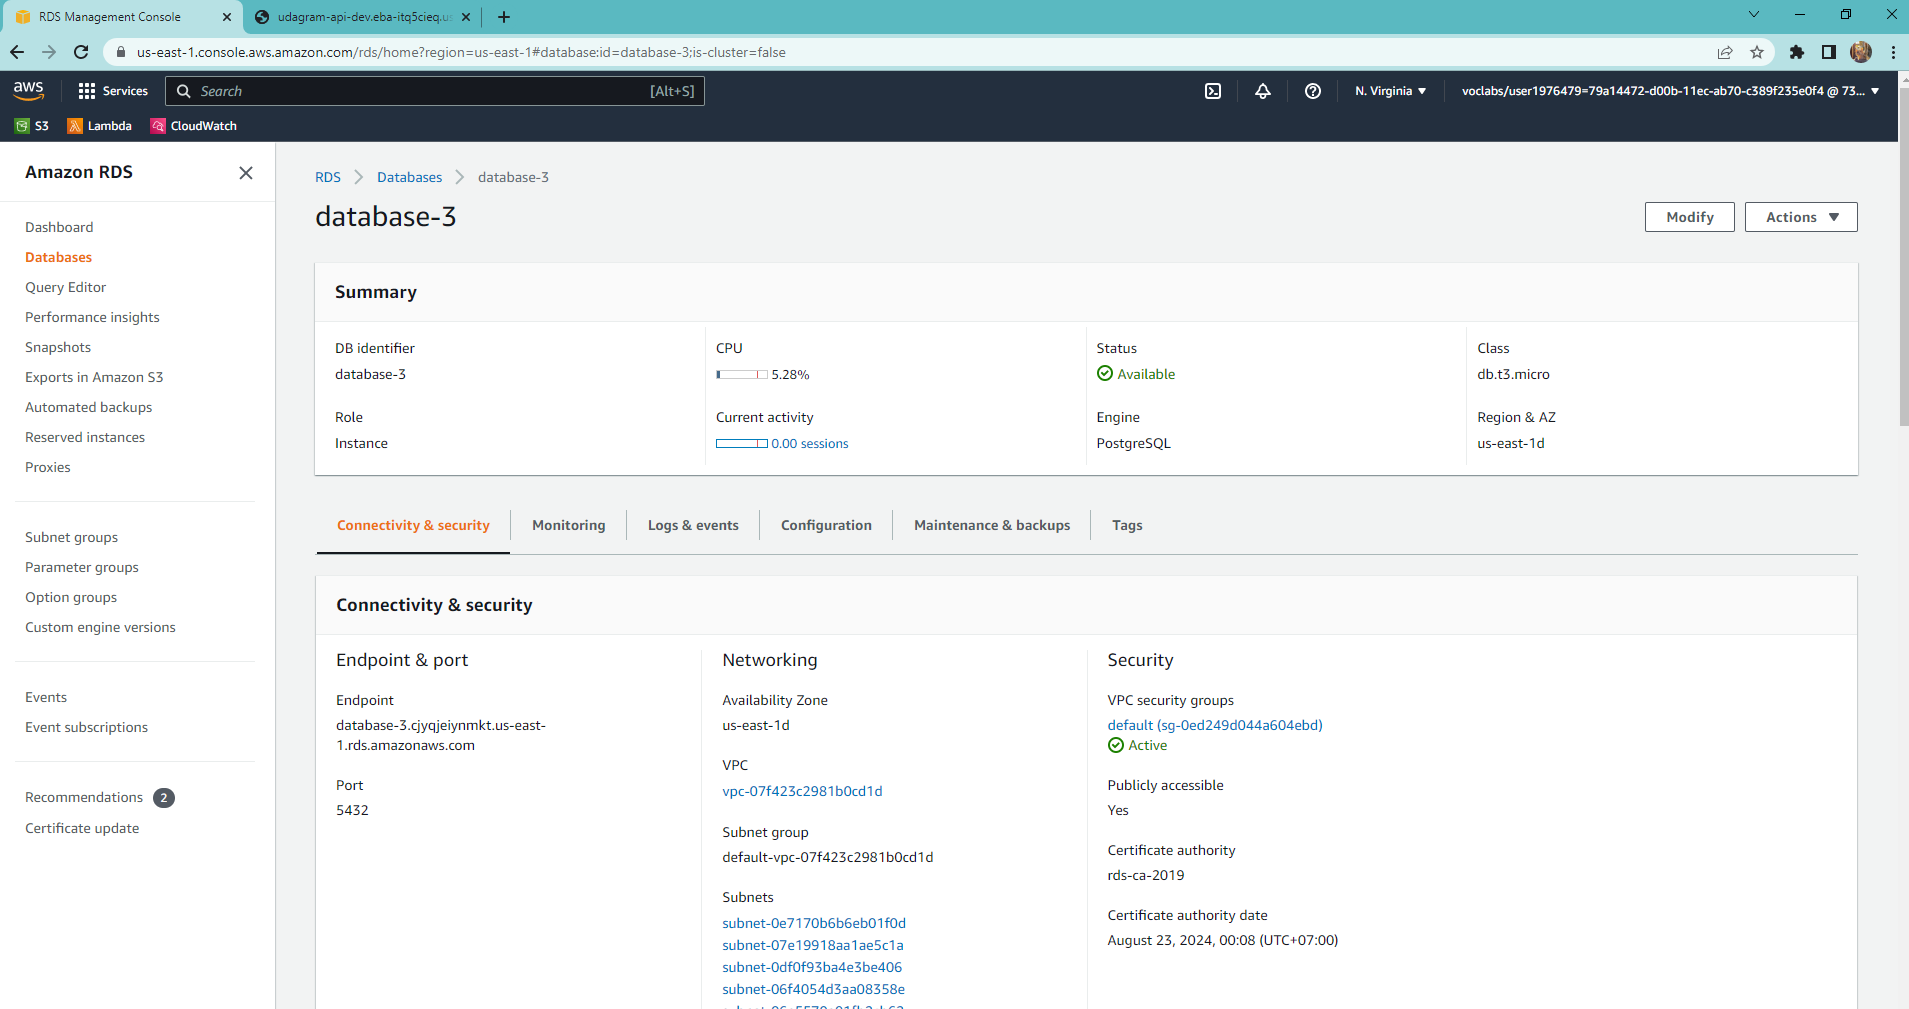 RDS Management Console
udagram-api-dev.eba-itq5cieq.us
us-east-1.console.aws.amazon.com/rds/home?region=us-east-1#database:id=database-3;is-cluster=false
aws
Services
Search
[Alt+S]
N. Virginia
voclabs/user1976479=79a14472-d00b-11ec-ab70-c389f235e0f4 @ 73...
S3
Lambda
CloudWatch
Amazon RDS
Dashboard
Databases
Query Editor
Performance insights
Snapshots
Exports in Amazon S3
Automated backups
Reserved instances
Proxies
Subnet groups
Parameter groups
Option groups
Custom engine versions
Events
Event subscriptions
Recommendations 2
Certificate update
RDS
Databases
database-3
database-3
Modify
Actions
Summary
DB identifier
database-3
CPU
5.28%
Status
Available
Class
db.t3.micro
Role
Instance
Current activity
0.00 sessions
Engine
PostgreSQL
Region & AZ
us-east-1d
Connectivity & security
Monitoring
Logs & events
Configuration
Maintenance & backups
Tags
Connectivity & security
Endpoint & port
Endpoint
database-3.cjyqjeiynmkt.us-east-
1.rds.amazonaws.com
Port
5432
Networking
Availability Zone
us-east-1d
VPC
vpc-07f423c2981b0cd1d
Subnet group
default-vpc-07f423c2981b0cd1d
Subnets
subnet-0e7170b6b6eb01f0d
subnet-07e19918aa1ae5c1a
subnet-0df0f93ba4e3be406
subnet-06f4054d3aa08358e
Security
VPC security groups
default (sg-0ed249d044a604ebd)
Active
Publicly accessible
Yes
Certificate authority
rds-ca-2019
Certificate authority date
August 23, 2024, 00:08 (UTC+07:00)